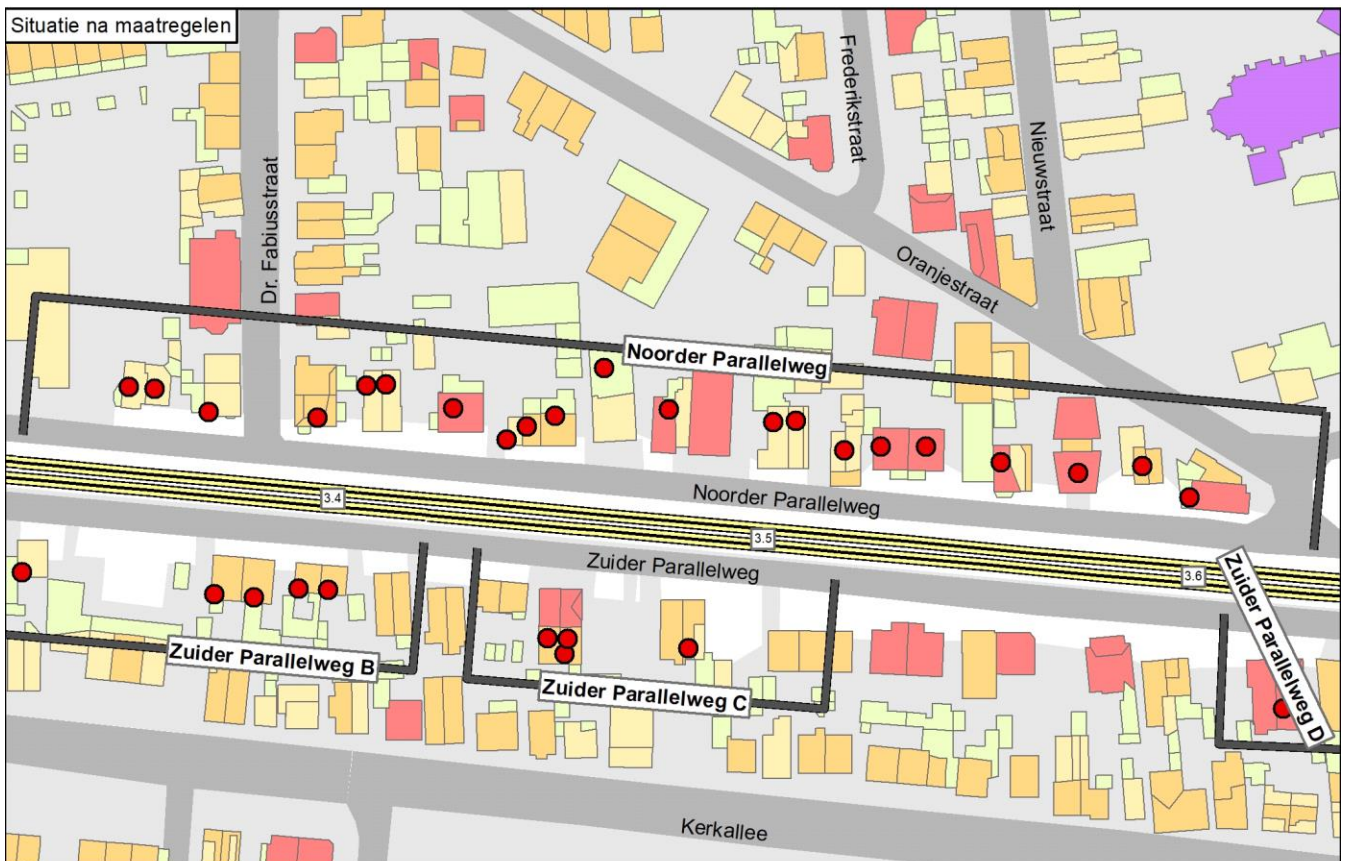 Situatie na maatregelen
Frederikstraat
Nieuwstraat
Dr. Fabiusstraat
Oranjestraat
Noorder Parallelweg
Noorder Parallelweg
3.4
3.5
3.6
Zuider Parallelweg
Zuider Parallelweg B
Zuider Parallelweg C
Zuider Parallelweg D
Kerkallee